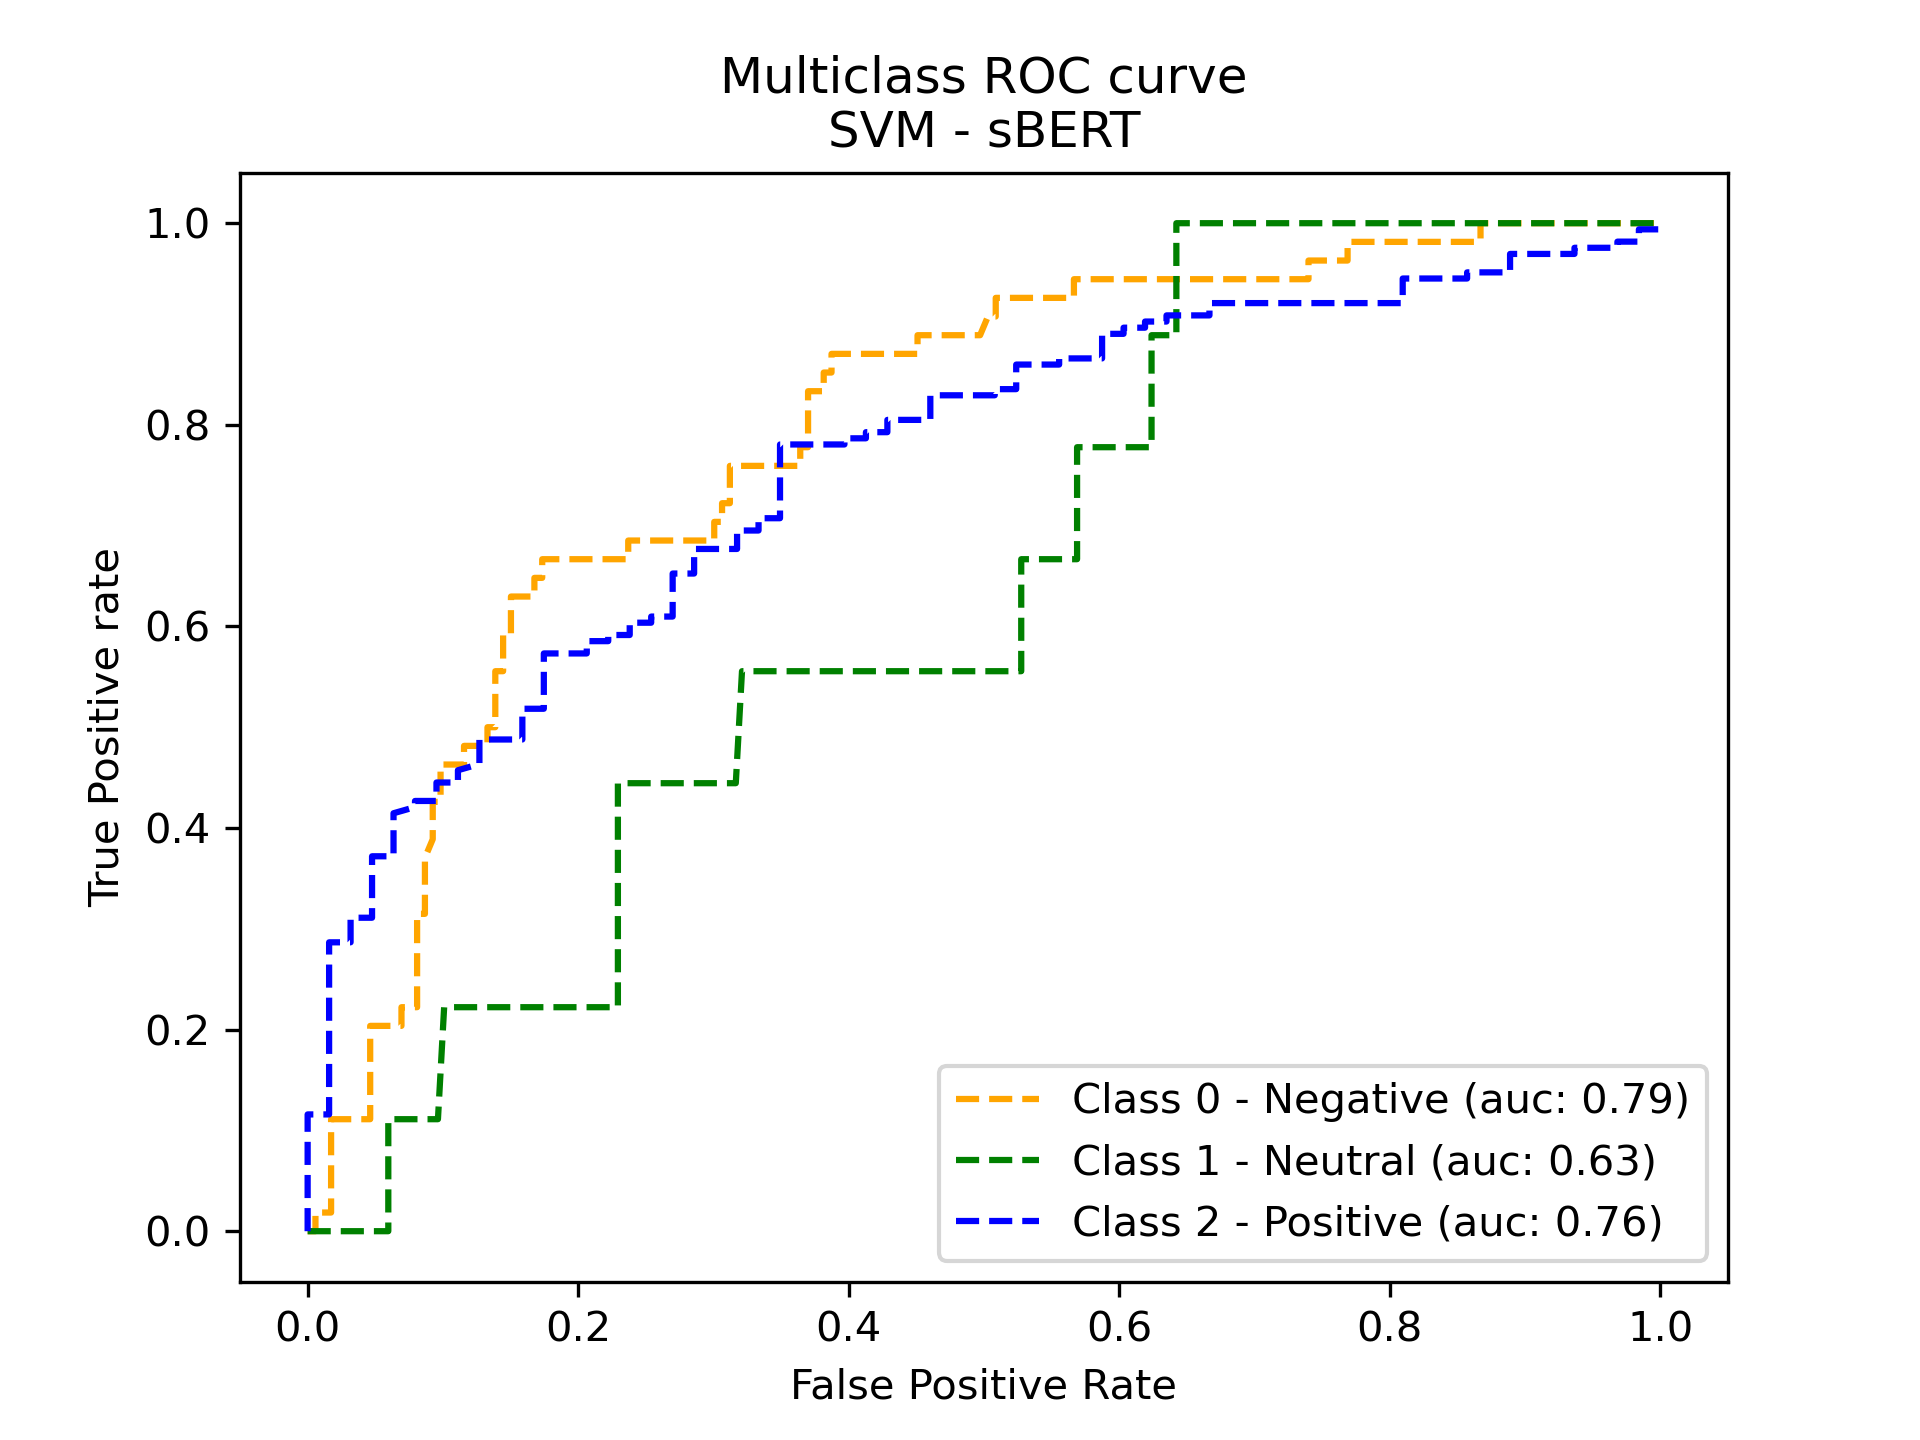 Multiclass ROC curve
SVM - sBERT
True Positive rate
1.0
0.8
0.6
0.4
0.2
0.0
Class 0 - Negative (auc: 0.79)
Class 1 - Neutral (auc: 0.63)
Class 2 - Positive (auc: 0.76)
0.0 0.2 0.4 0.6 0.8 1.0
False Positive Rate